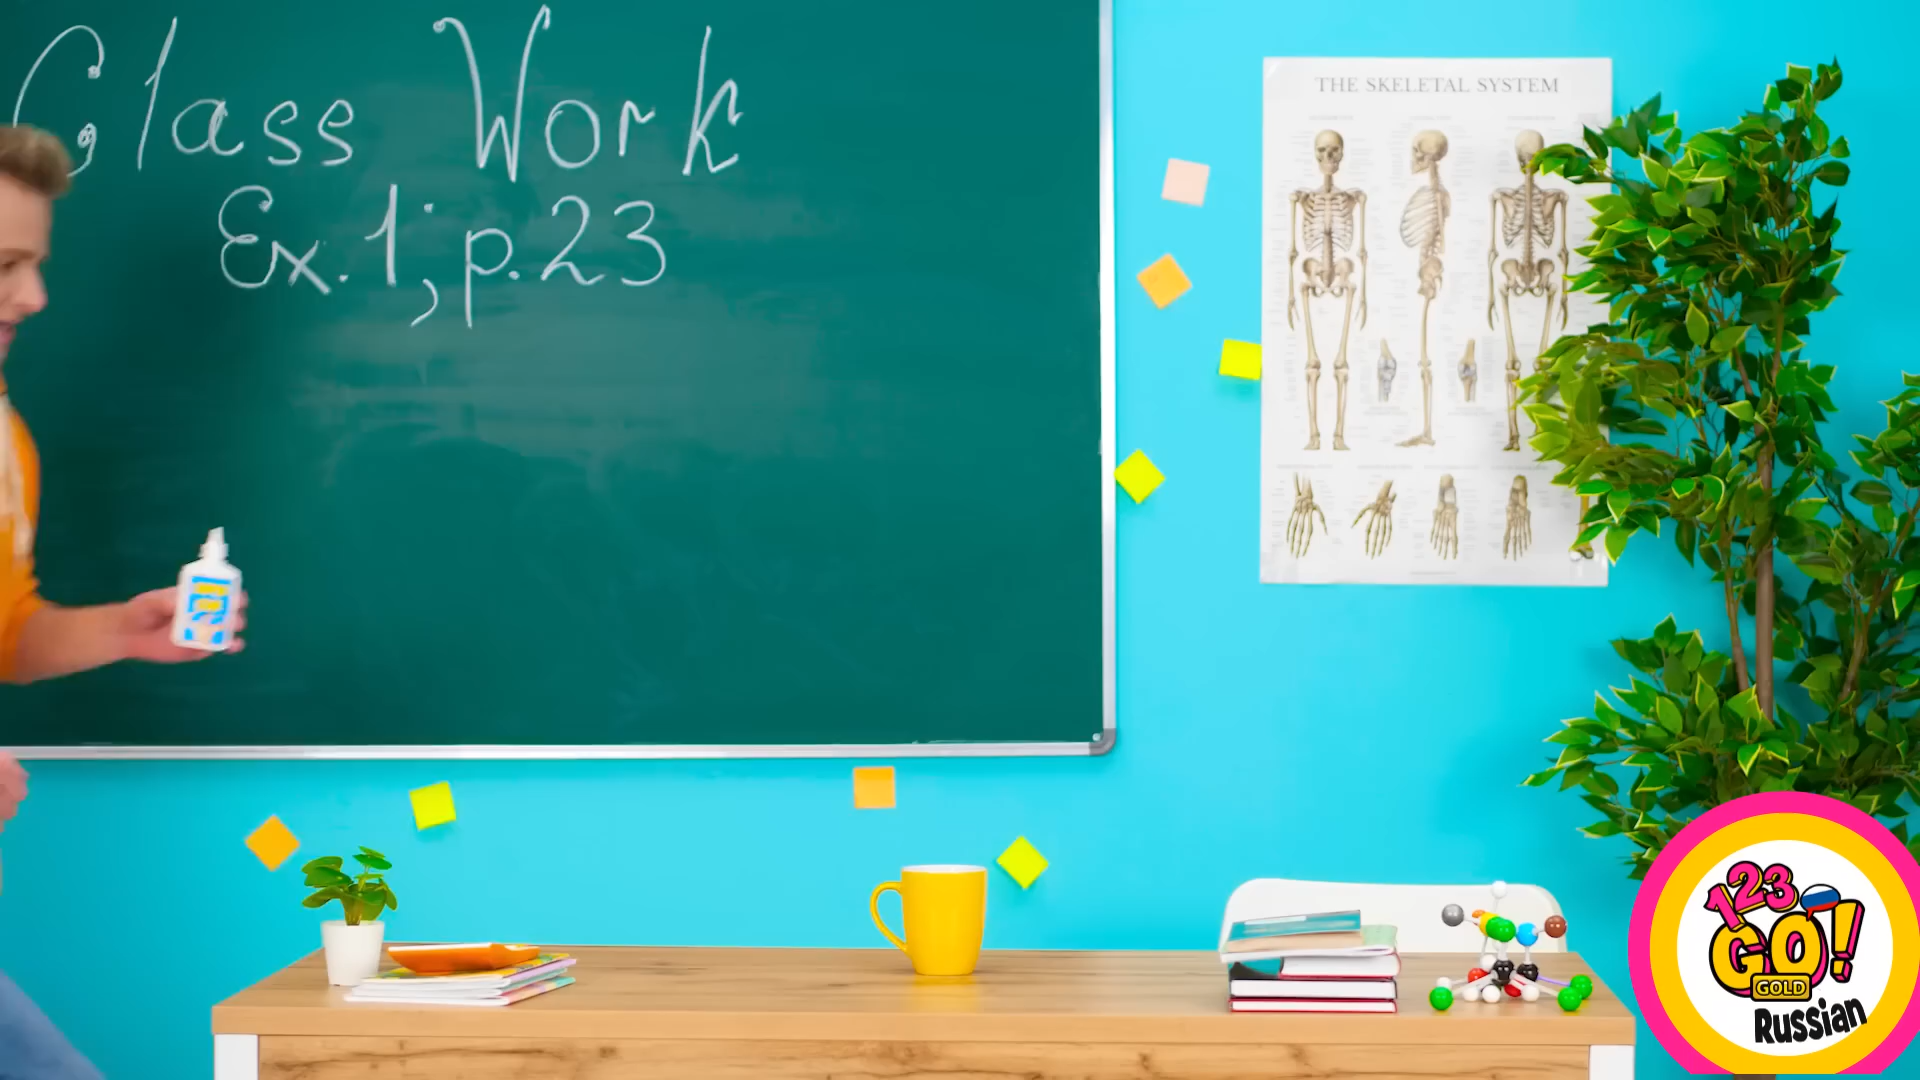 Class Work
Ex. 1; p. 23
THE SKELETAL SYSTEM
123
GO!
GOLD
Russian